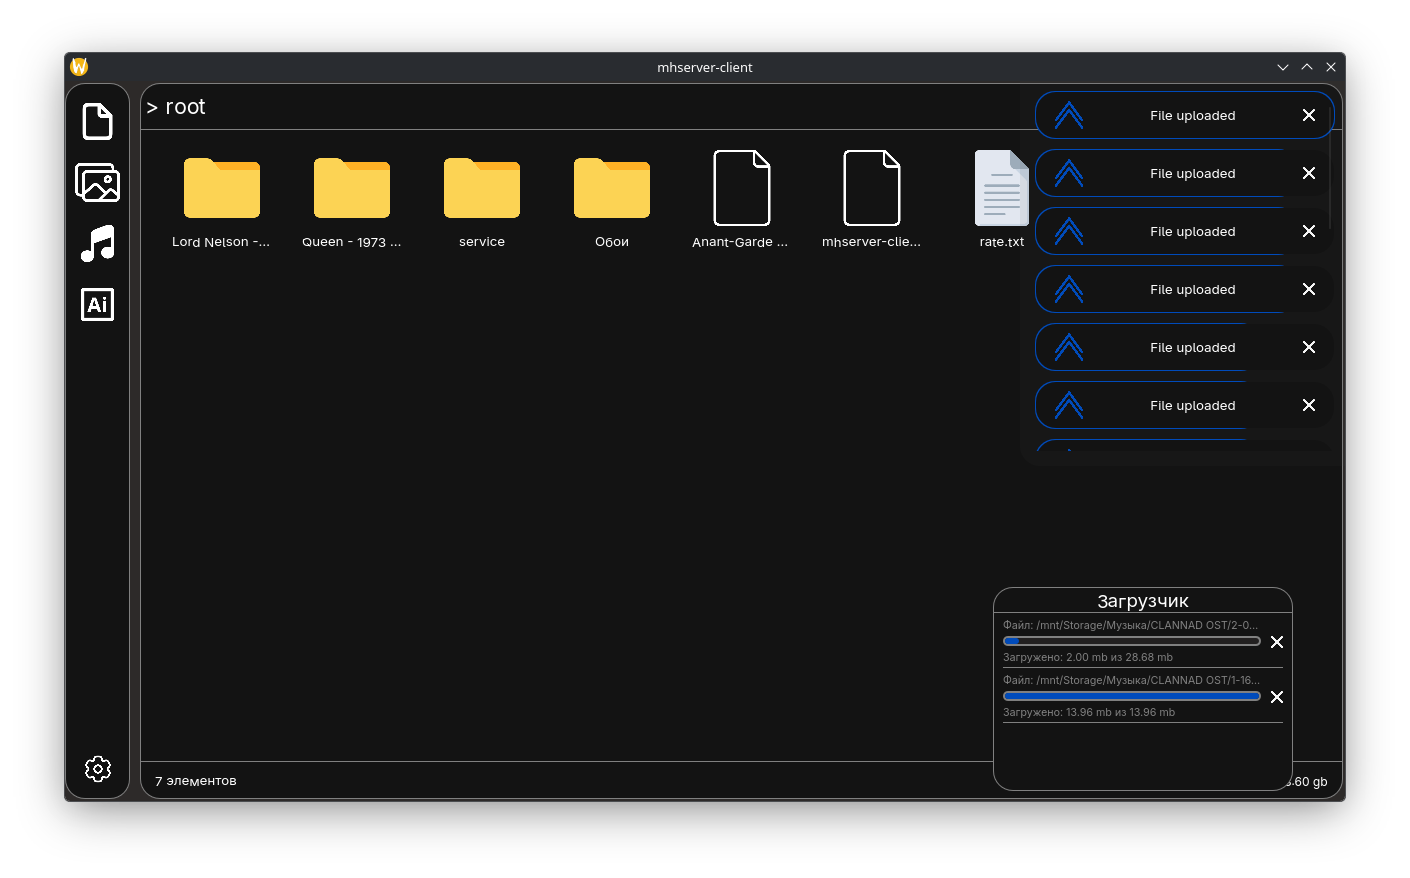 mhserver-client
> root
File uploaded
File uploaded
File uploaded
File uploaded
File uploaded
File uploaded
Lord Nelson -...
Queen - 1973 ...
service
Обои
Anant-Garde ...
mhserver-clie...
rate.txt
Ai
Загрузчик
Файл: /mnt/Storage/Музыка/CLANNAD OST/2-0...
Загружено: 2.00 mb из 28.68 mb
Файл: /mnt/Storage/Музыка/CLANNAD OST/1-16...
Загружено: 13.96 mb из 13.96 mb
7 элементов
.60 gb